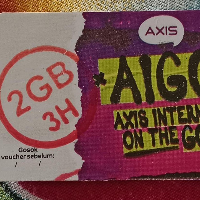 AXIS
2GB
3H
AIGO
AXIS INTERN
ON THE GO
Gosok
voucher sebelum:
/ /